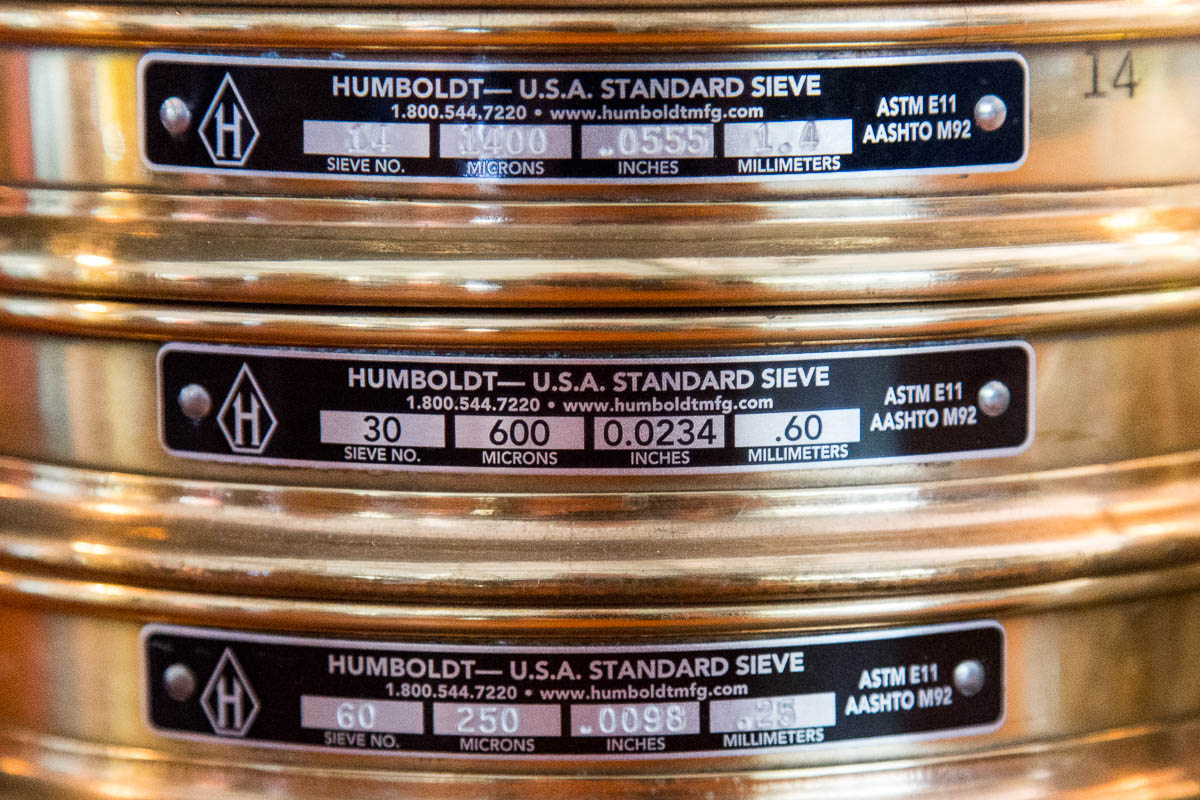 HUMBOLDT— U.S.A. STANDARD SIEVE
1.800.544.7220 • www.humboldtmfg.com
H
14 1400 .0555 1.4
SIEVE NO. MICRONS INCHES MILLIMETERS
ASTM E11
AASHTO M92
14
HUMBOLDT— U.S.A. STANDARD SIEVE
1.800.544.7220 • www.humboldtmfg.com
H
30 600 0.0234 .60
SIEVE NO. MICRONS INCHES MILLIMETERS
ASTM E11
AASHTO M92
HUMBOLDT— U.S.A. STANDARD SIEVE
1.800.544.7220 • www.humboldtmfg.com
H
60 250 .0098 .25
SIEVE NO. MICRONS INCHES MILLIMETERS
ASTM E11
AASHTO M92